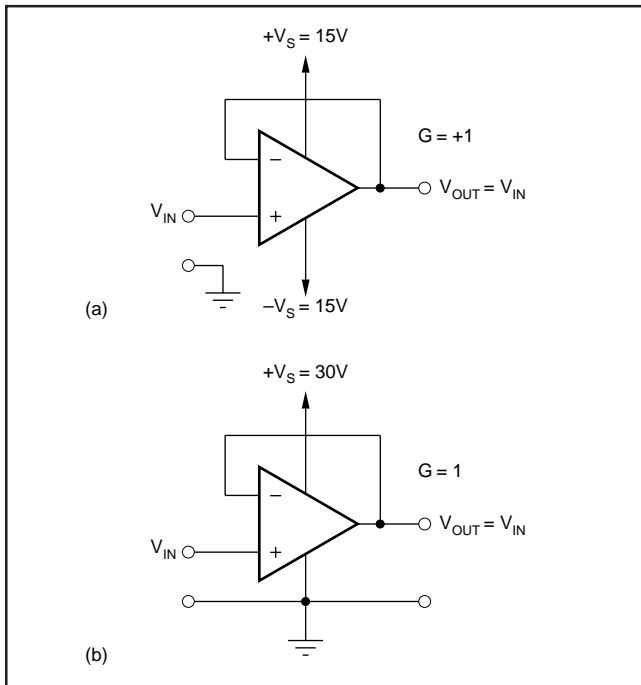 +V_S = 15V
G = +1
−
V_OUT = V_IN
V_IN
+
−V_S = 15V
(a)
+V_S = 30V
G = 1
−
V_OUT = V_IN
V_IN
+
(b)